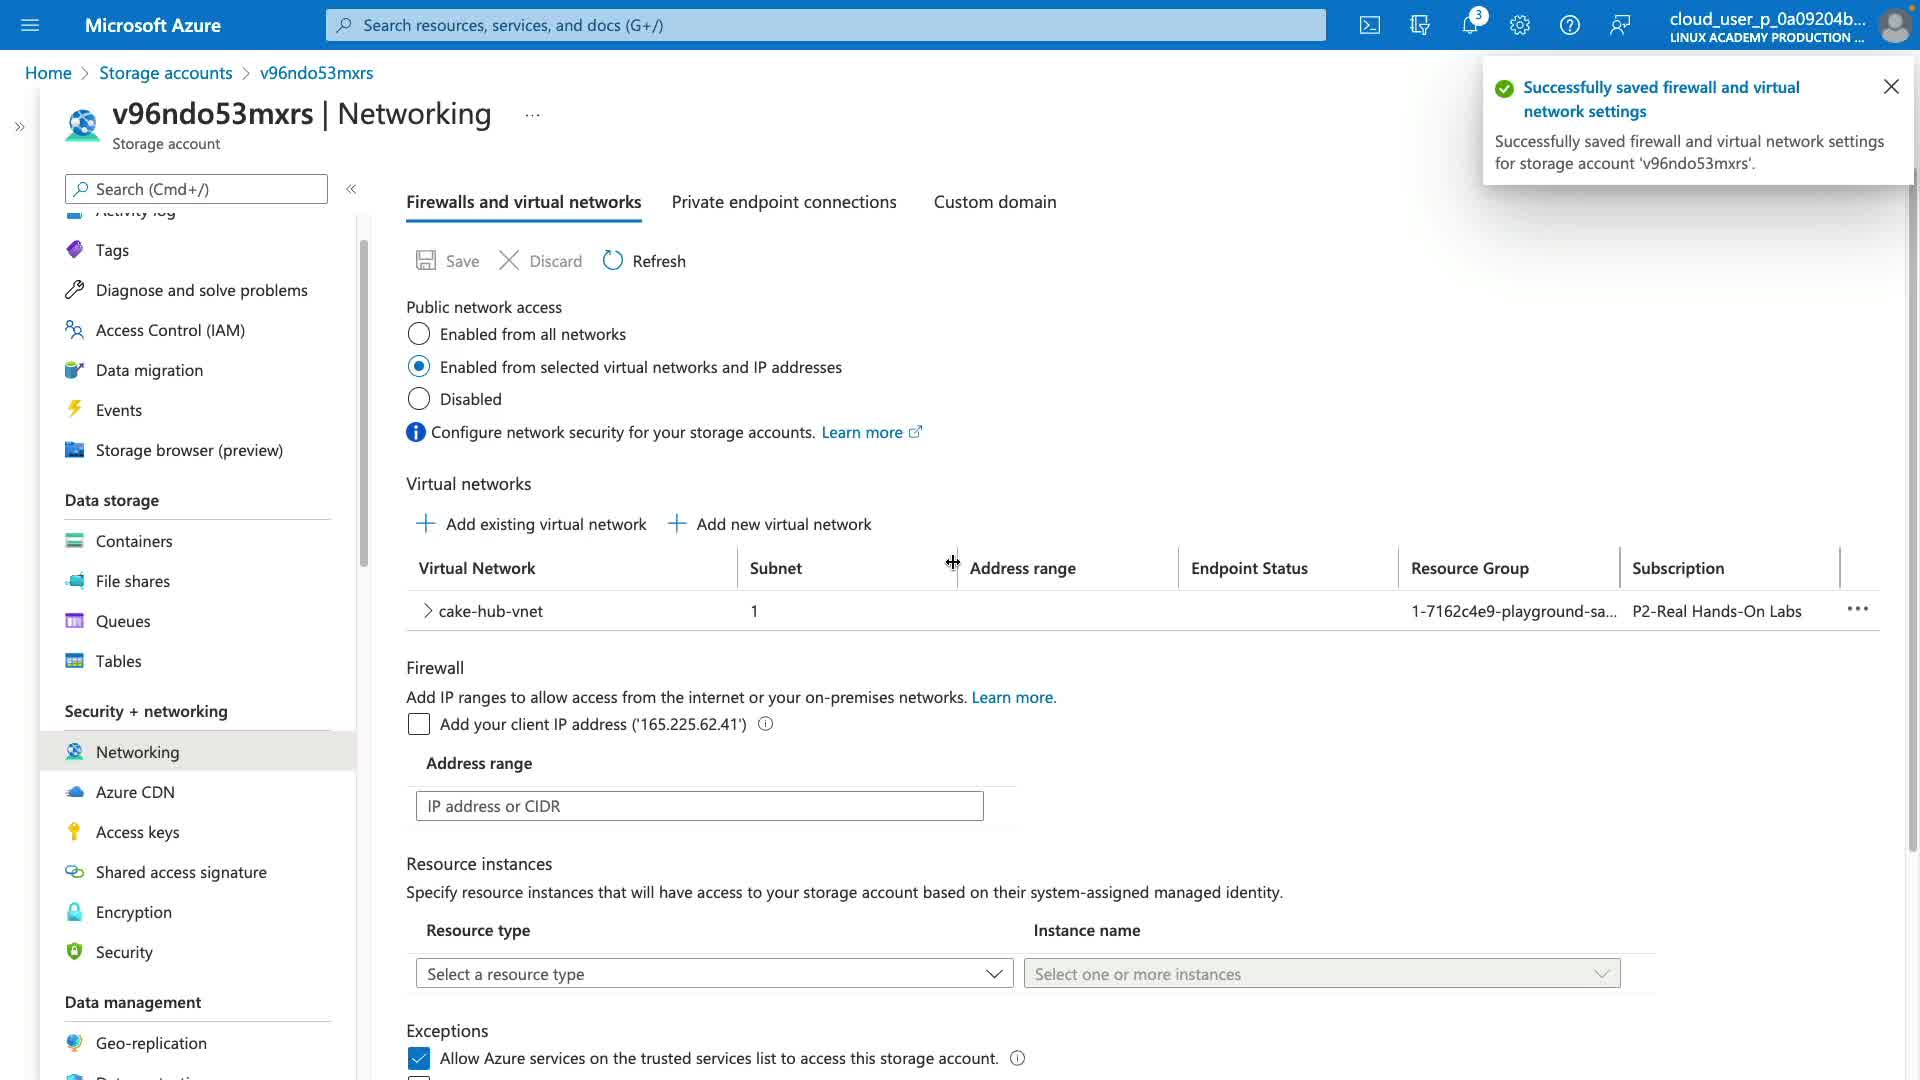 Microsoft Azure
Search resources, services, and docs (G+/)
3
cloud_user_p_0a09204b...
LINUX ACADEMY PRODUCTION ...
Home
Storage accounts
v96ndo53mxrs
v96ndo53mxrs | Networking
...
Storage account
Successfully saved firewall and virtual
network settings
Successfully saved firewall and virtual network settings
for storage account 'v96ndo53mxrs'.
Search (Cmd+/)
Activity log
Tags
Diagnose and solve problems
Access Control (IAM)
Data migration
Events
Storage browser (preview)
Data storage
Containers
File shares
Queues
Tables
Security + networking
Networking
Azure CDN
Access keys
Shared access signature
Encryption
Security
Data management
Geo-replication
Firewalls and virtual networks
Private endpoint connections
Custom domain
Save
Discard
Refresh
Public network access
Enabled from all networks
Enabled from selected virtual networks and IP addresses
Disabled
Configure network security for your storage accounts. Learn more
Virtual networks
Add existing virtual network
Add new virtual network
Virtual Network Subnet Address range Endpoint Status Resource Group Subscription
cake-hub-vnet 1 1-7162c4e9-playground-sa... P2-Real Hands-On Labs
Firewall
Add IP ranges to allow access from the internet or your on-premises networks. Learn more.
Add your client IP address ('165.225.62.41')
Address range
IP address or CIDR
Resource instances
Specify resource instances that will have access to your storage account based on their system-assigned managed identity.
Resource type Instance name
Select a resource type Select one or more instances
Exceptions
Allow Azure services on the trusted services list to access this storage account.